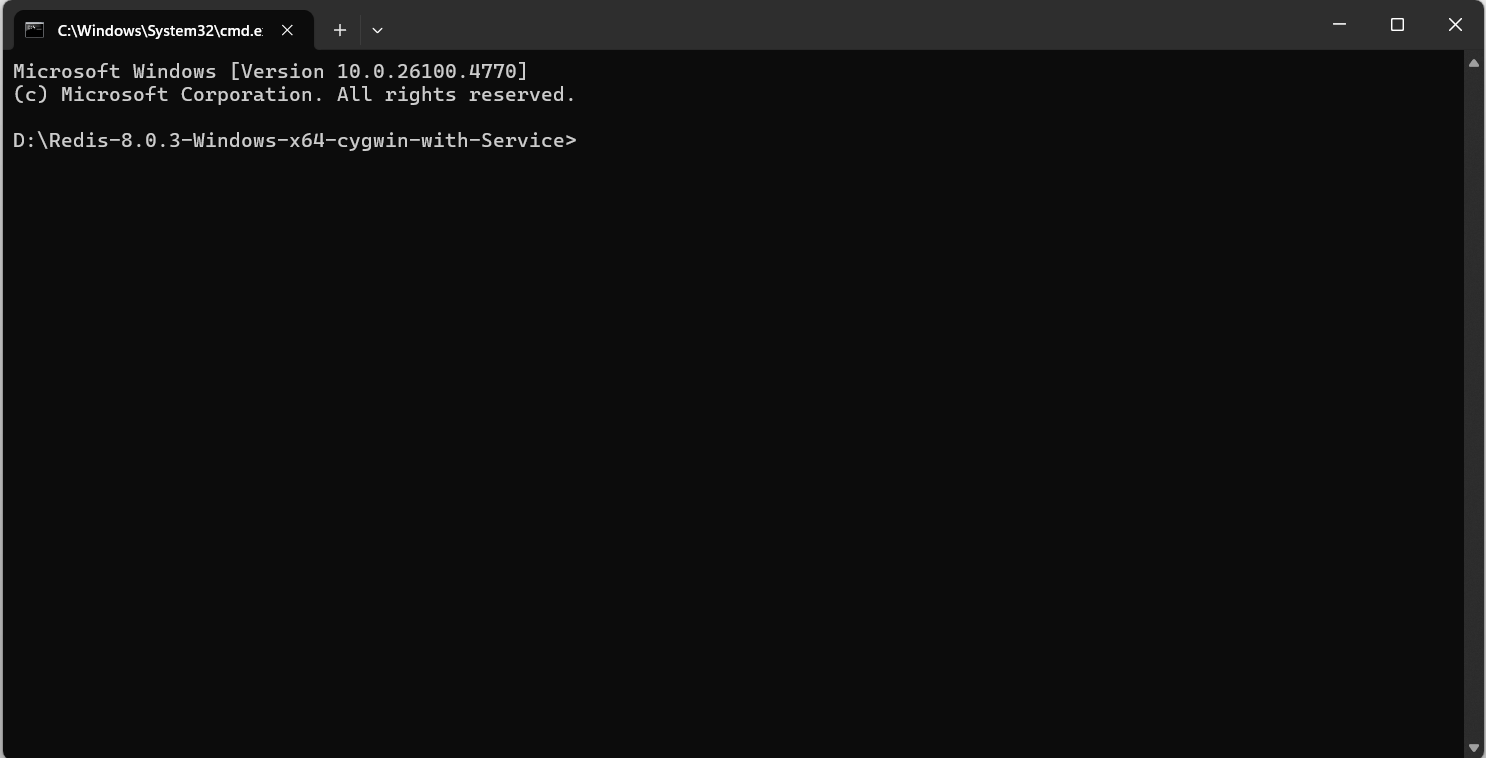 C:\Windows\System32\cmd.e
Microsoft Windows [Version 10.0.26100.4770]
(c) Microsoft Corporation. All rights reserved.
D:\Redis-8.0.3-Windows-x64-cygwin-with-Service>